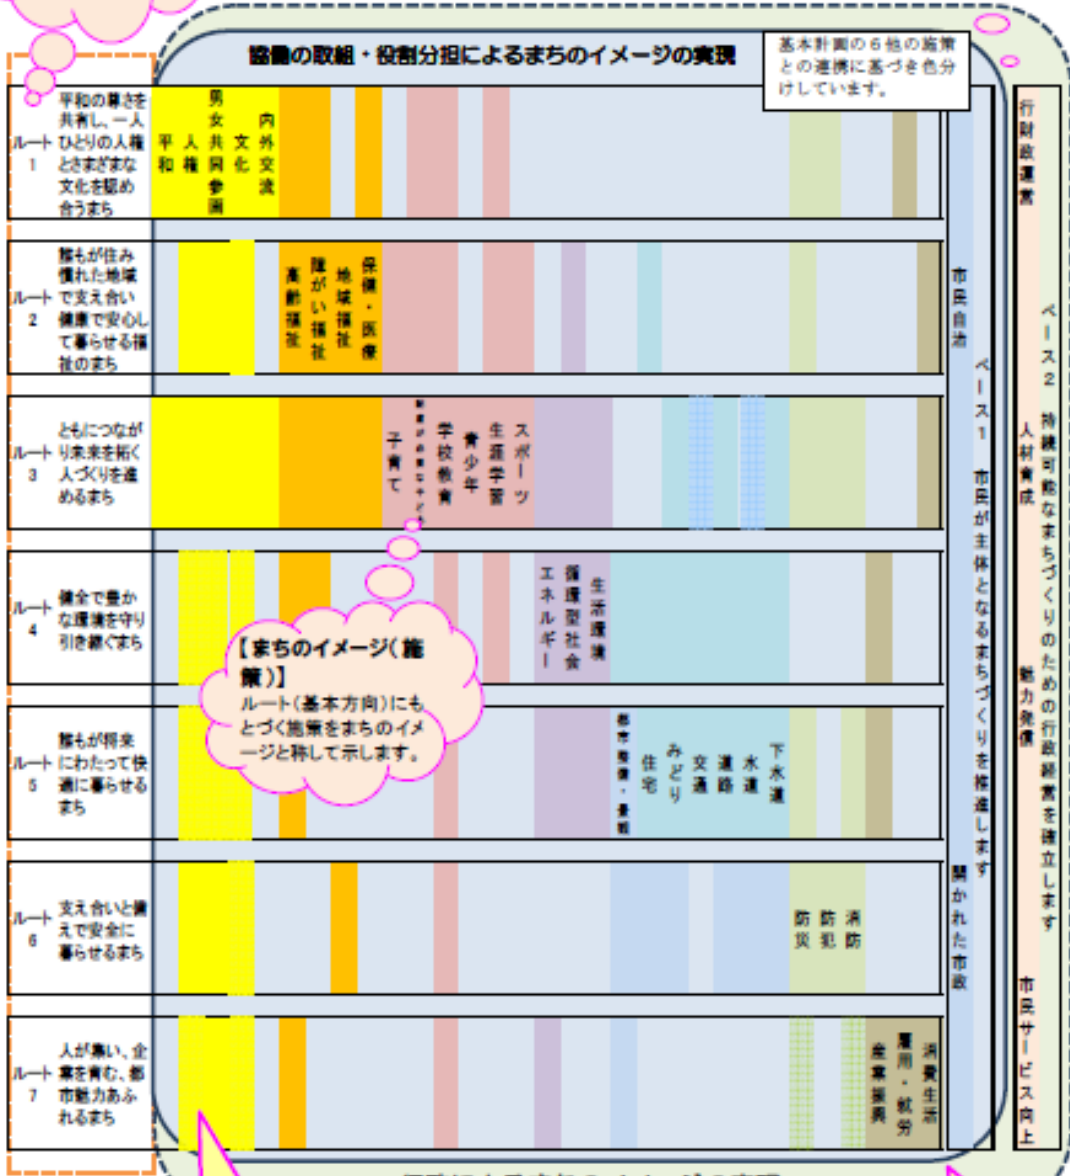 協働の取組・役割分担によるまちのイメージの実現
基本計画の6他の施策
との連携に基づき色分
けしています。
ルート
1
平和の尊さを
共有し、一人
ひとりの人権
とさまざまな
文化を認め
合うまち
平和
人権
男女共同参画
文化
内外交流
ルート
2
誰もが住み
慣れた地域
で支え合い
健康で安心し
て暮らせる福
祉のまち
高齢福祉
障がい福祉
地域福祉
保健・医療
ルート
3
ともにつなが
り未来を拓く
人づくりを進
めるまち
子育て
学校教育
青少年
生涯学習
スポーツ
ルート
4
健全で豊か
な環境を守り
引き継ぐまち
エネルギー
循環型社会
生活環境
【まちのイメージ(施
策)】
ルート(基本方向)にも
とづく施策をまちのイメ
ージと称して示します。
ルート
5
誰もが将来
にわたって快
適に暮らせる
まち
都市整備・景観
住宅
みどり
交通
道路
水道
下水道
ルート
6
支え合いと備
えで安全に
暮らせるまち
防災
防犯
消防
ルート
7
人が集い、企
業を育む、都
市魅力あふ
れるまち
産業振興
雇用・就労
消費生活
市民自治
開かれた市政
ベース1 市民が主体となるまちづくりを推進します
行財政運営
人材育成
魅力発信
市民サービス向上
ベース2 持続可能なまちづくりのための行政経営を確立します